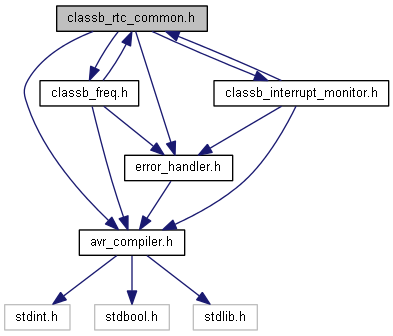 classb_rtc_common.h
classb_freq.h
classb_interrupt_monitor.h
error_handler.h
avr_compiler.h
stdint.h
stdbool.h
stdlib.h